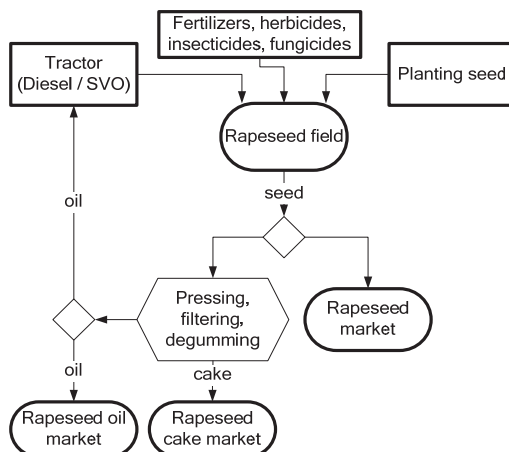 Fertilizers, herbicides,
insecticides, fungicides
Tractor
(Diesel / SVO)
Planting seed
Rapeseed field
seed
oil
Pressing,
filtering,
degumming
Rapeseed
market
oil
cake
Rapeseed oil
market
Rapeseed
cake market